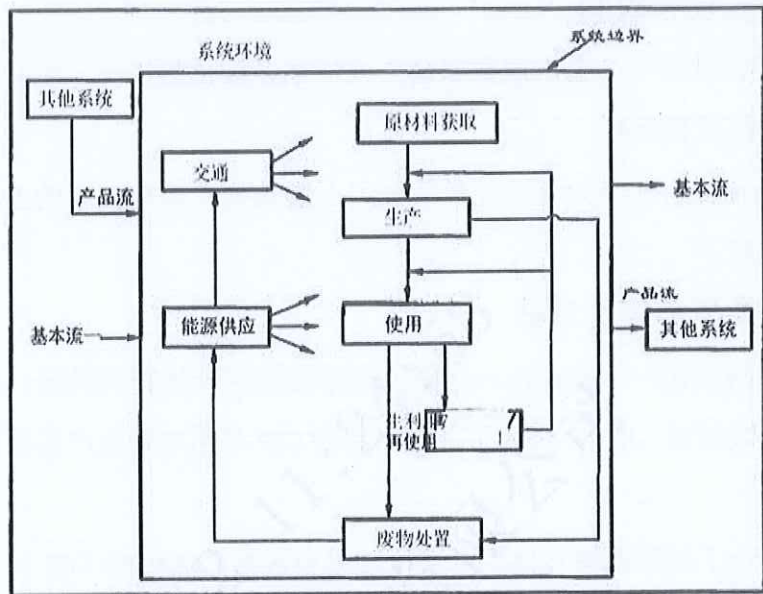 系统环境
系统边界
其他系统
原材料获取
交通
产品流
生产
基本流
产品流
基本流
能源供应
使用
其他系统
再使用
废物处置